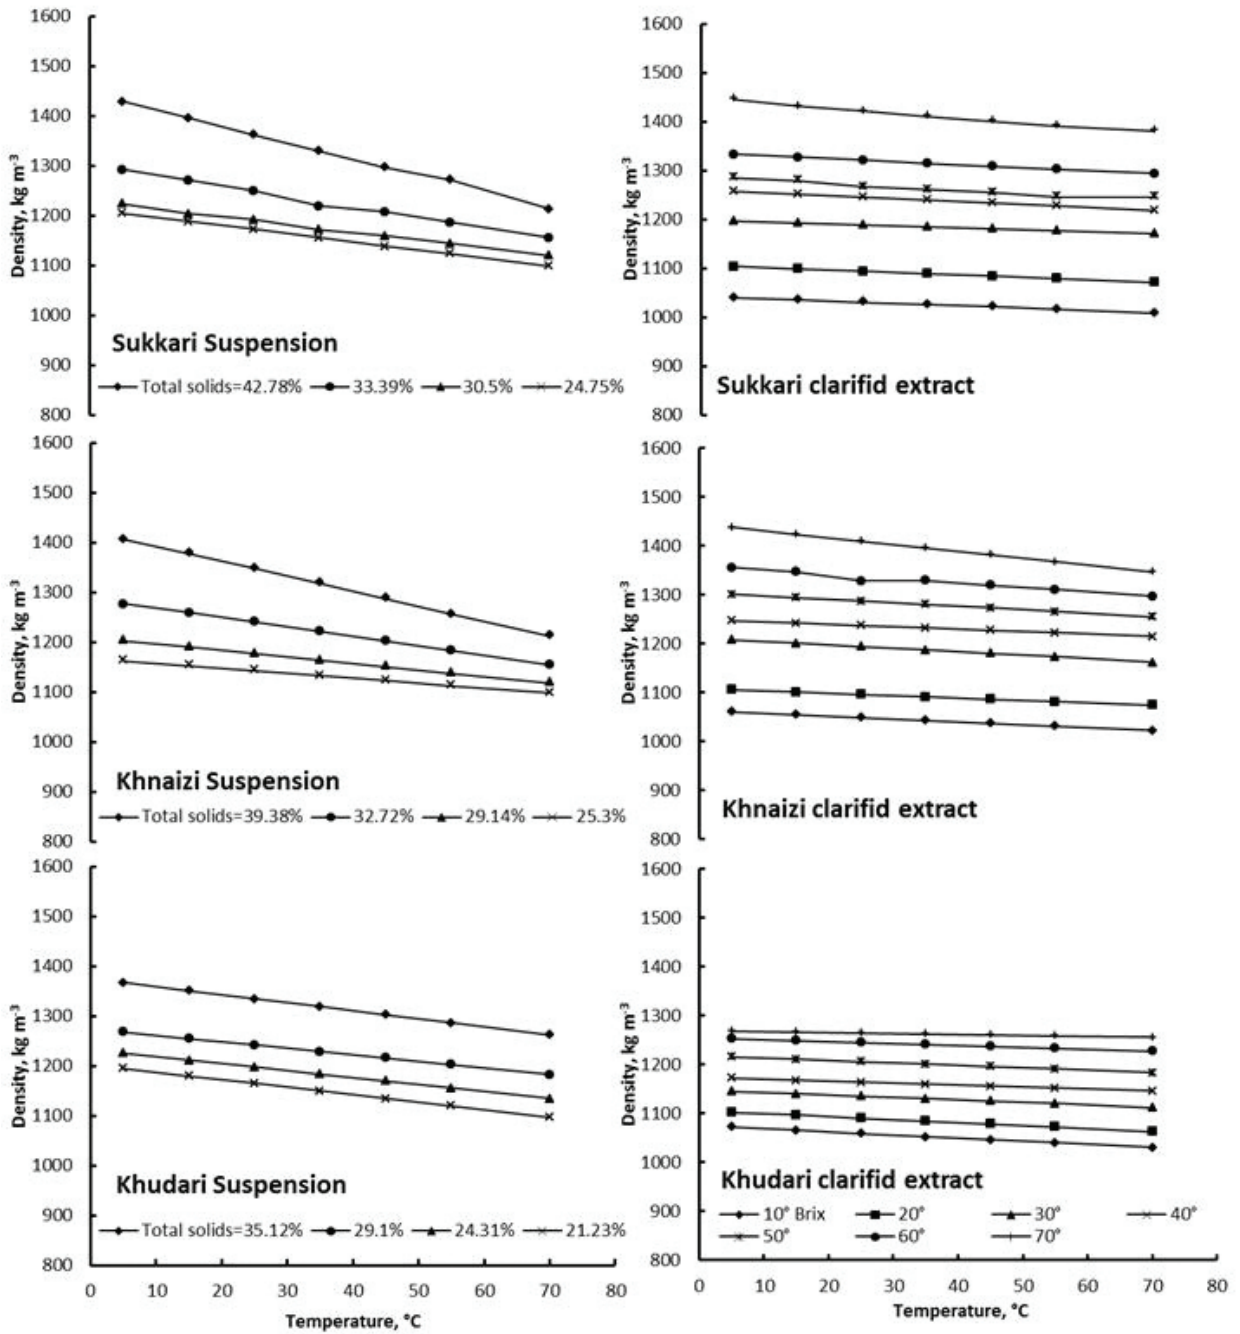 1600
1500
1400
1300
1200
1100
1000
900
800
Density, kg m-3
Sukkari Suspension
Total solids=42.78% 33.39% 30.5% 24.75%
1600
1500
1400
1300
1200
1100
1000
900
800
Density, kg m-3
Sukkari clarifid extract
1600
1500
1400
1300
1200
1100
1000
900
800
Density, kg m-3
Khnaizi Suspension
Total solids=39.38% 32.72% 29.14% 25.3%
1600
1500
1400
1300
1200
1100
1000
900
800
Density, kg m-3
Khnaizi clarifid extract
1600
1500
1400
1300
1200
1100
1000
900
800
Density, kg m-3
Khudari Suspension
Total solids=35.12% 29.1% 24.31% 21.23%
0 10 20 30 40 50 60 70 80
Temperature, °C
1600
1500
1400
1300
1200
1100
1000
900
800
Density, kg m-3
Khudari clarifid extract
10° Brix 20° 30° 40°
50° 60° 70°
0 10 20 30 40 50 60 70 80
Temperature, °C